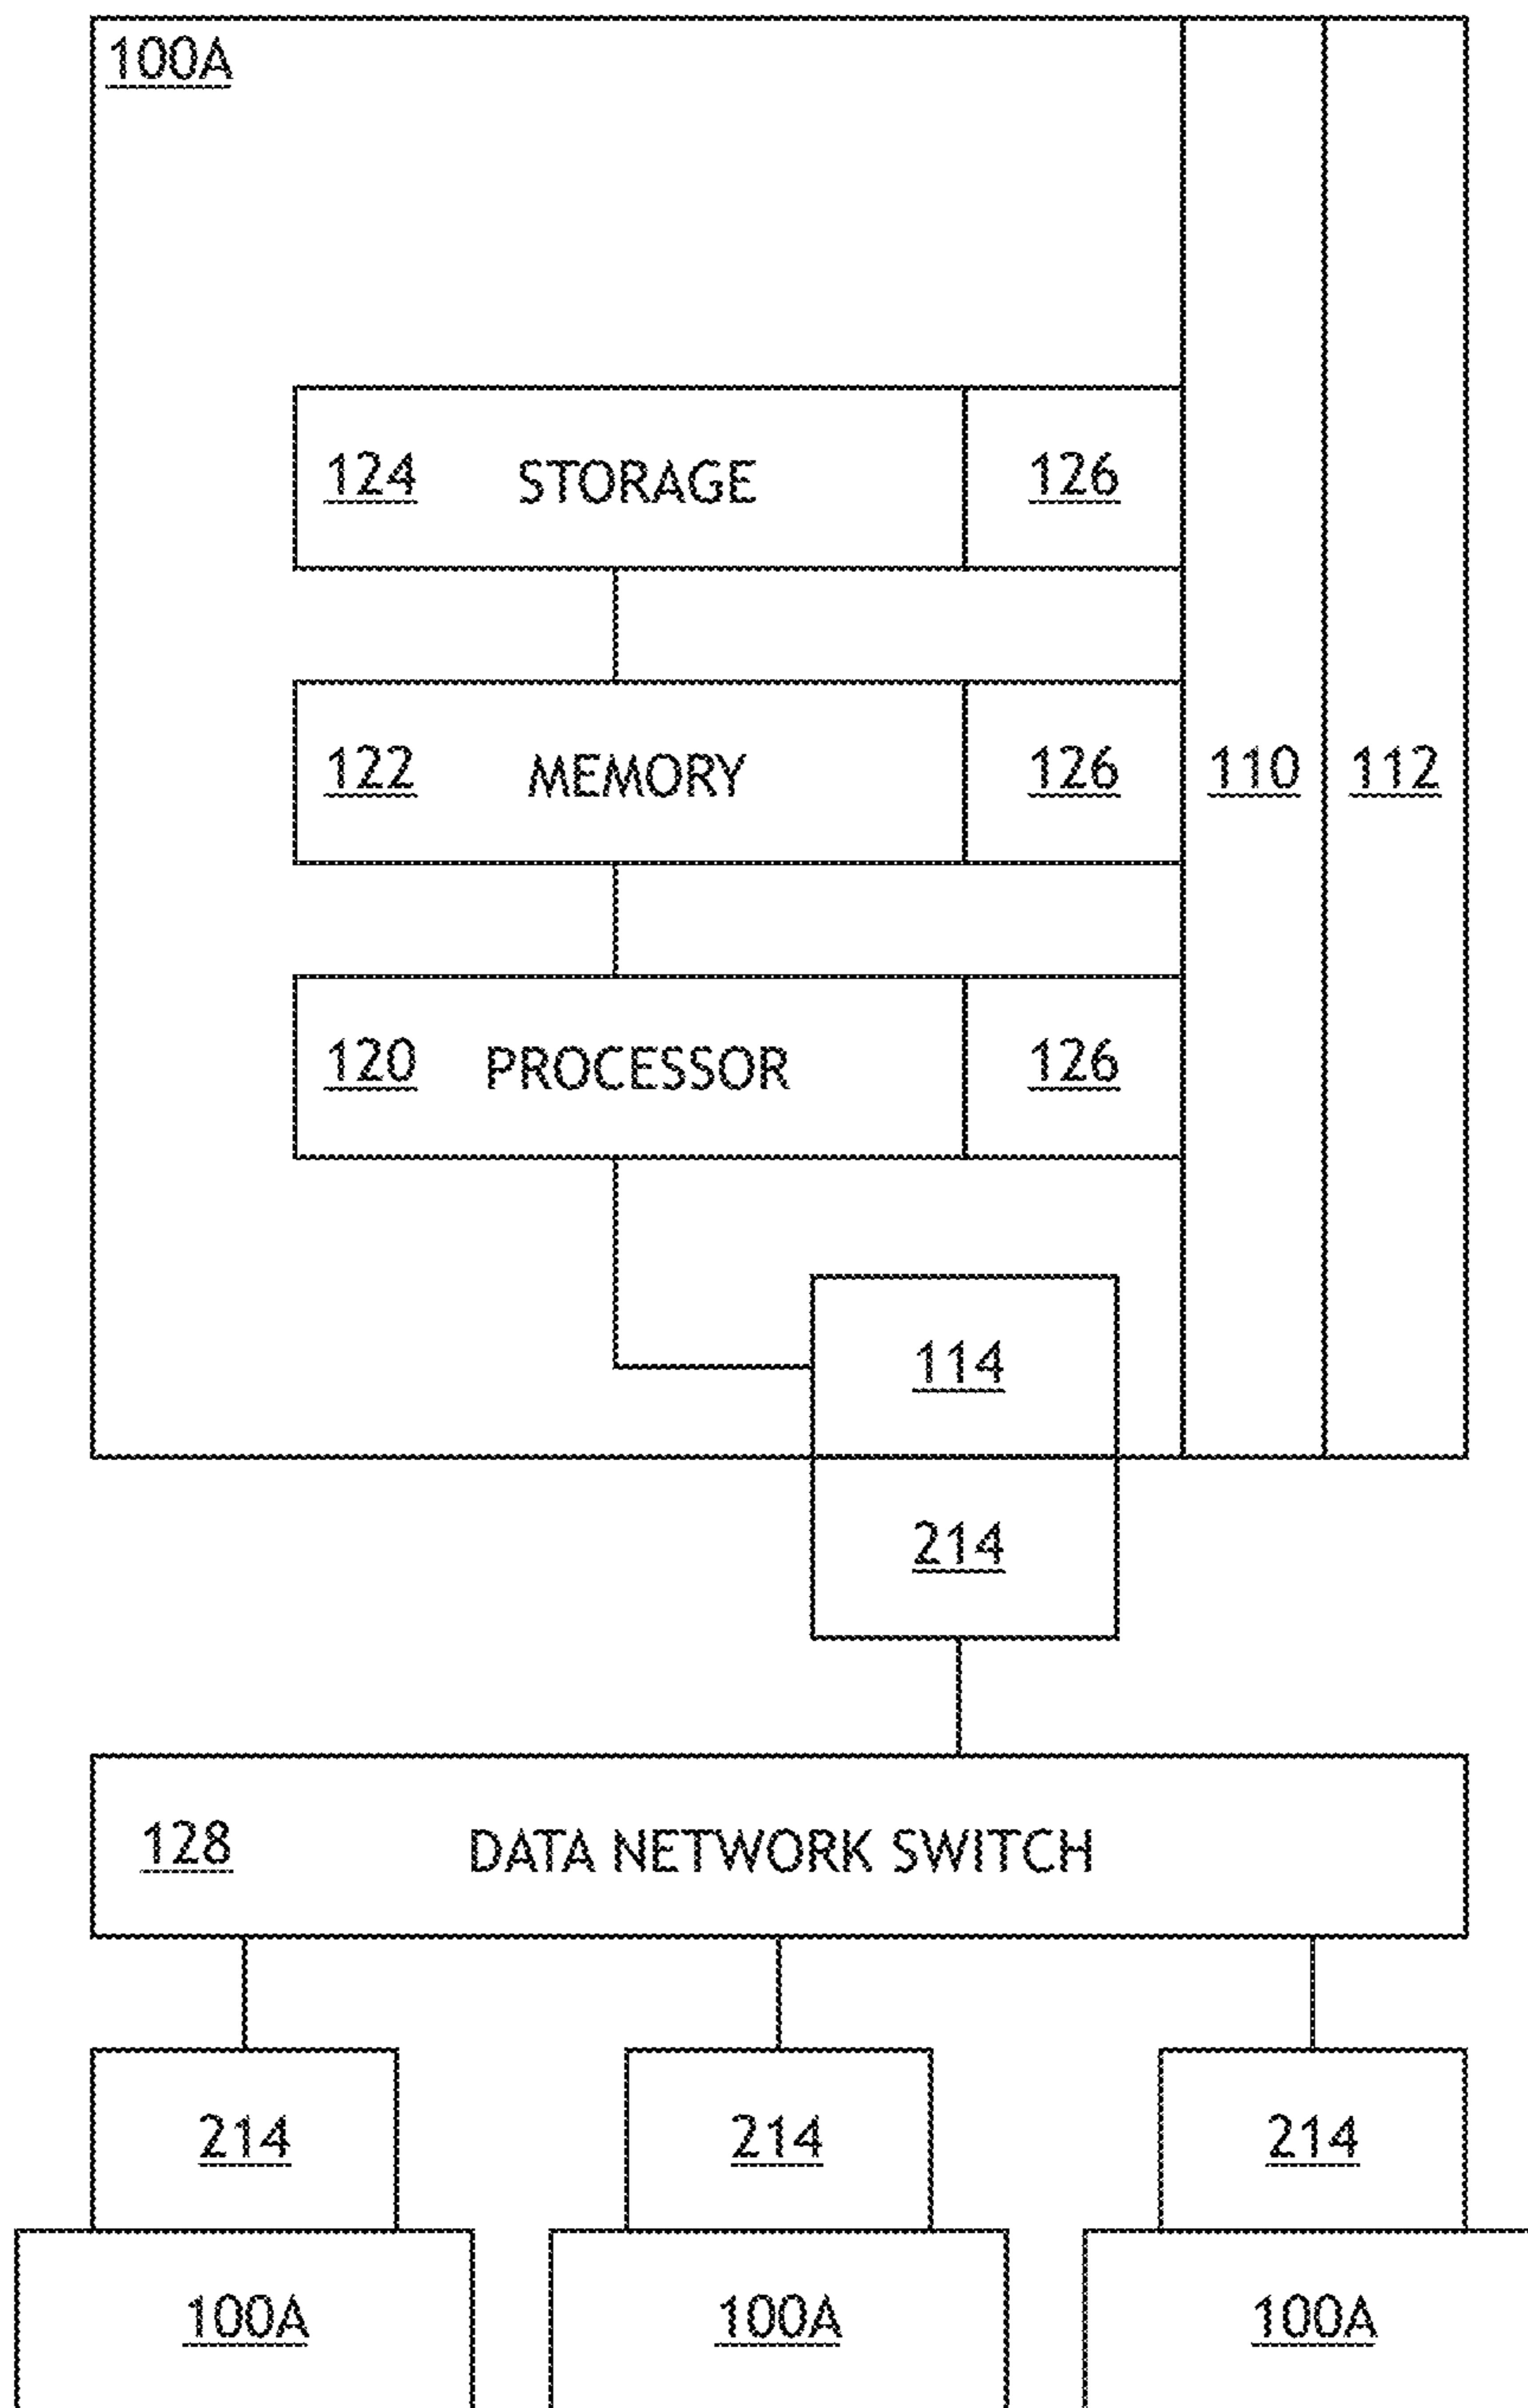 100A
124 STORAGE 126
122 MEMORY 126 110 112
120 PROCESSOR 126
114
214
128 DATA NETWORK SWITCH
214 214 214
100A 100A 100A